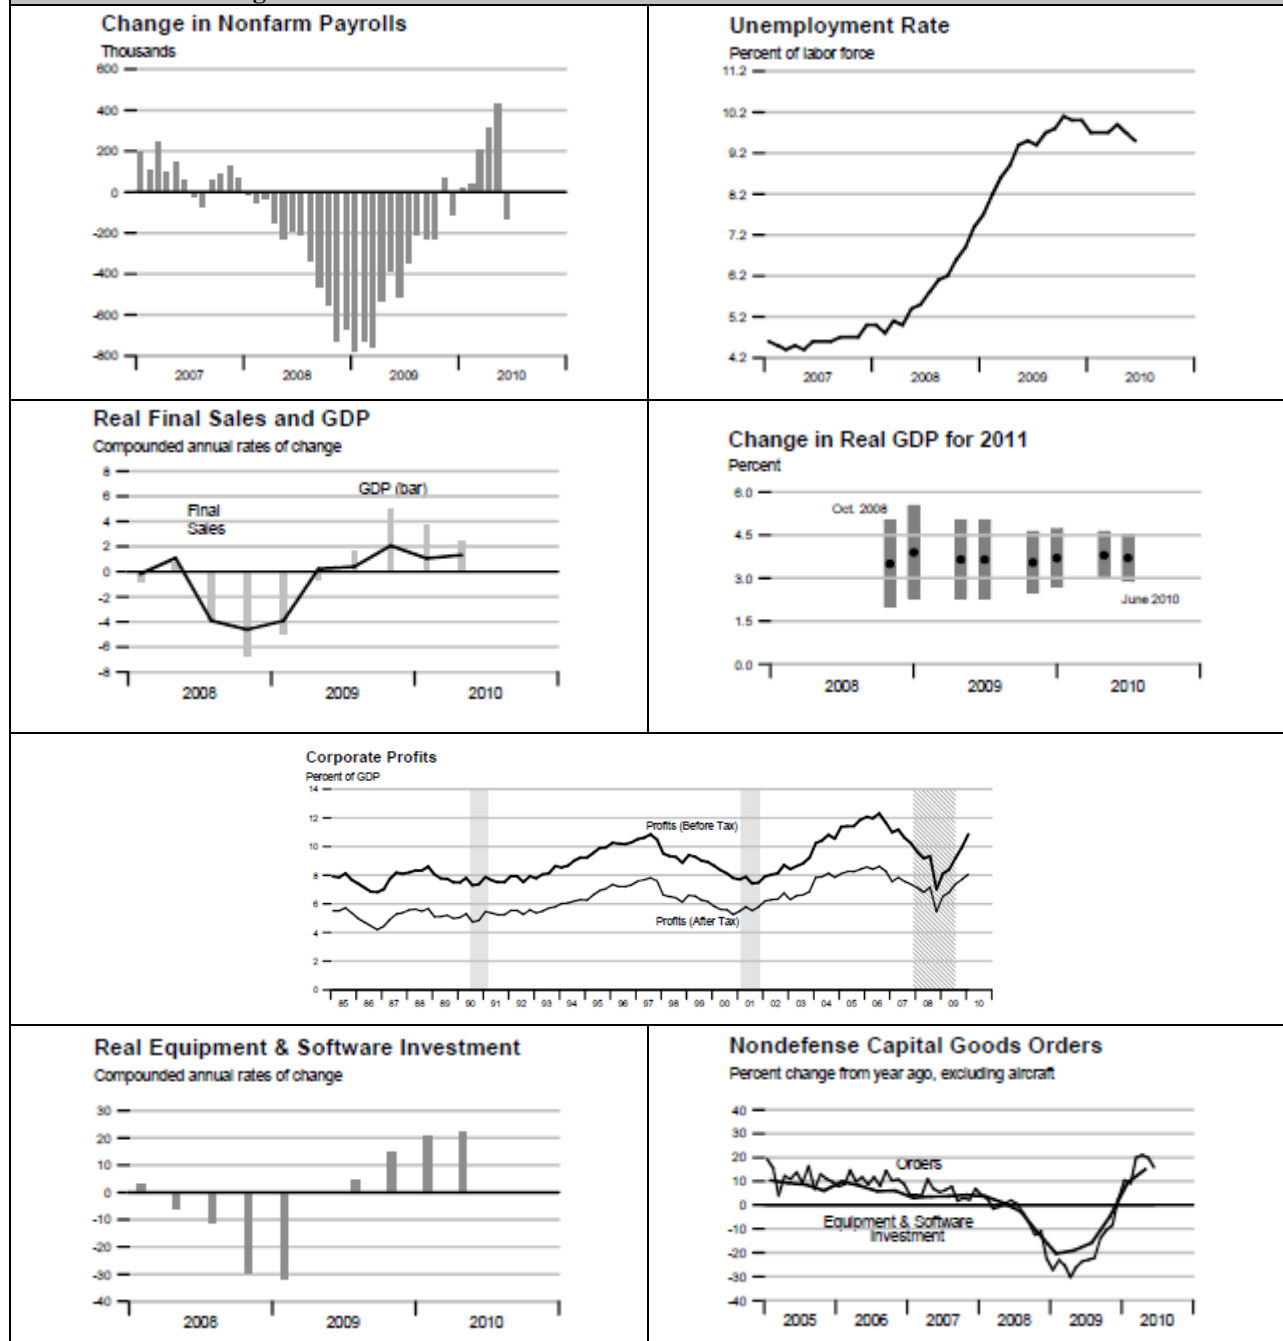 Change in Nonfarm Payrolls
Thousands
600
400
200
0
-200
-400
-600
-800
2007 2008 2009 2010
Unemployment Rate
Percent of labor force
11.2
10.2
9.2
8.2
7.2
6.2
5.2
4.2
2007 2008 2009 2010
Real Final Sales and GDP
Compounded annual rates of change
8
6
4
2
0
-2
-4
-6
-8
GDP (bar)
Final
Sales
2008 2009 2010
Change in Real GDP for 2011
Percent
6.0
4.5
3.0
1.5
0.0
Oct. 2008
June 2010
2008 2009 2010
Corporate Profits
Percent of GDP
14
12
10
8
6
4
2
0
Profits (Before Tax)
Profits (After Tax)
85 86 87 88 89 90 91 92 93 94 95 96 97 98 99 00 01 02 03 04 05 06 07 08 09 10
Real Equipment & Software Investment
Compounded annual rates of change
30
20
10
0
-10
-20
-30
-40
2008 2009 2010
Nondefense Capital Goods Orders
Percent change from year ago, excluding aircraft
40
30
20
10
0
-10
-20
-30
-40
Orders
Equipment & Software
Investment
2005 2006 2007 2008 2009 2010